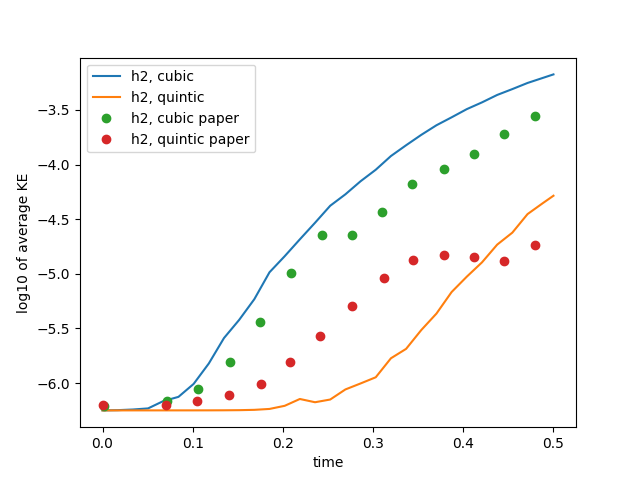 h2, cubic
h2, quintic
h2, cubic paper
h2, quintic paper
−3.5
−4.0
−4.5
−5.0
−5.5
−6.0
log10 of average KE
0.0 0.1 0.2 0.3 0.4 0.5
time